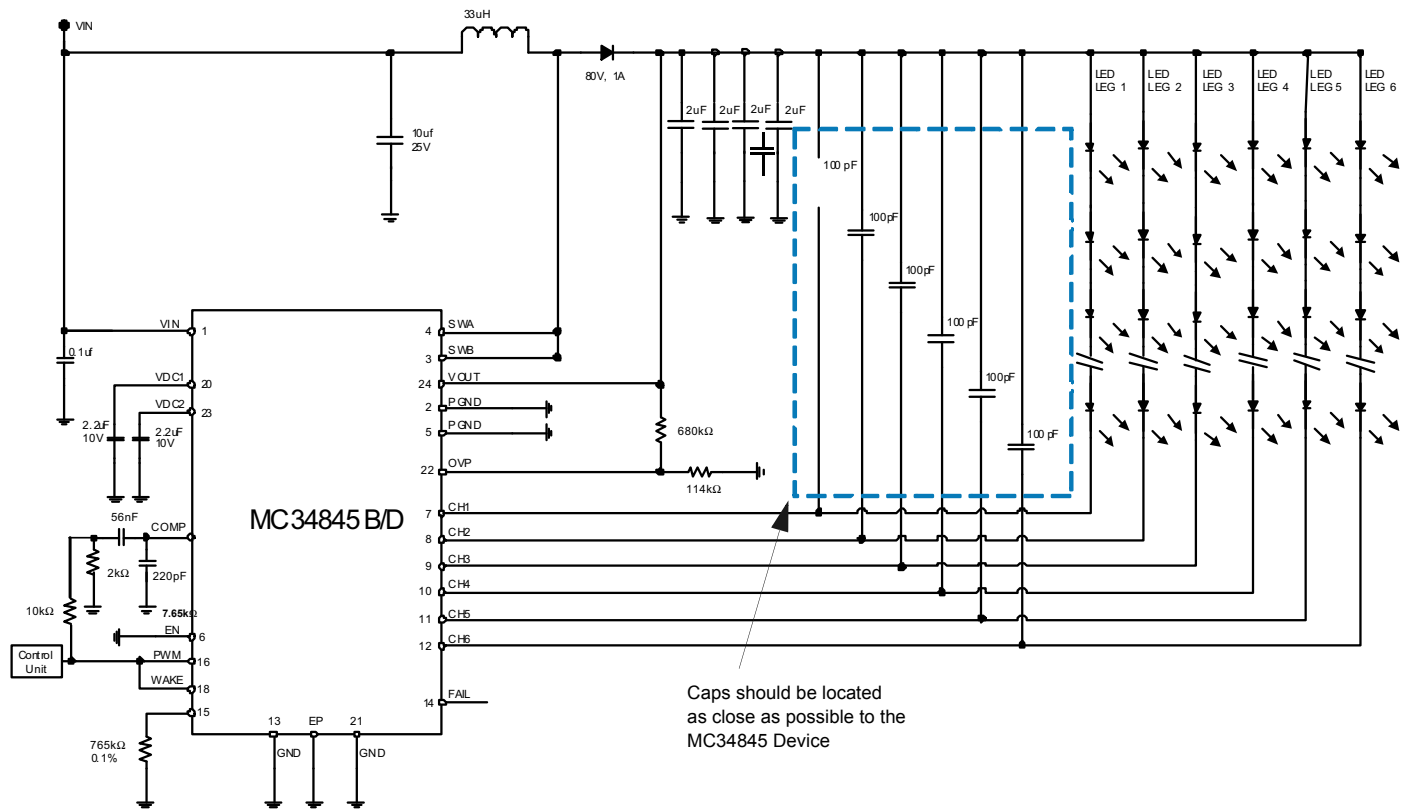 VIN
33uH
80V, 1A
10uf
25V
2uF
2uF
2uF
2uF
100 pF
100pF
100pF
100 pF
100pF
100 pF
LED
LEG 1
LED
LEG 2
LED
LEG 3
LED
LEG 4
LED
LEG 5
LED
LEG 6
0.1uf
VIN
1
VDC1
20
VDC2
23
2.2uF
10V
2.2uF
10V
56nF
COMP
2kΩ
220pF
10kΩ
7.65kΩ
EN
6
Control
Unit
PWM
16
WAKE
18
15
765kΩ
0.1%
MC34845 B/D
4
SWA
3
SWB
24
VOUT
2
PGND
5
PGND
22
OVP
680kΩ
114kΩ
7
CH1
8
CH2
9
CH3
10
CH4
11
CH5
12
CH6
14
FAIL
13
EP
21
GND
GND
Caps should be located
as close as possible to the
MC34845 Device